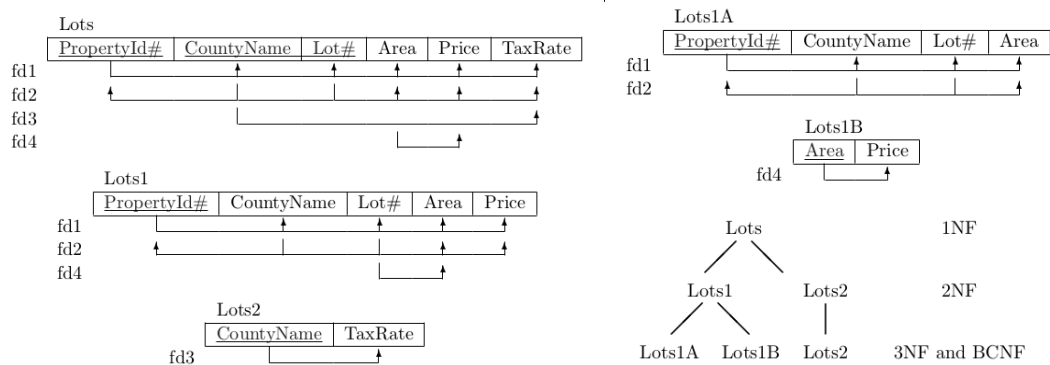 Lots
PropertyId# CountyName Lot# Area Price TaxRate
fd1
fd2
fd3
fd4
Lots1
PropertyId# CountyName Lot# Area Price
fd1
fd2
fd4
Lots2
CountyName TaxRate
fd3
Lots1A
PropertyId# CountyName Lot# Area
fd1
fd2
Lots1B
Area Price
fd4
Lots 1NF
Lots1 Lots2 2NF
Lots1A Lots1B Lots2 3NF and BCNF